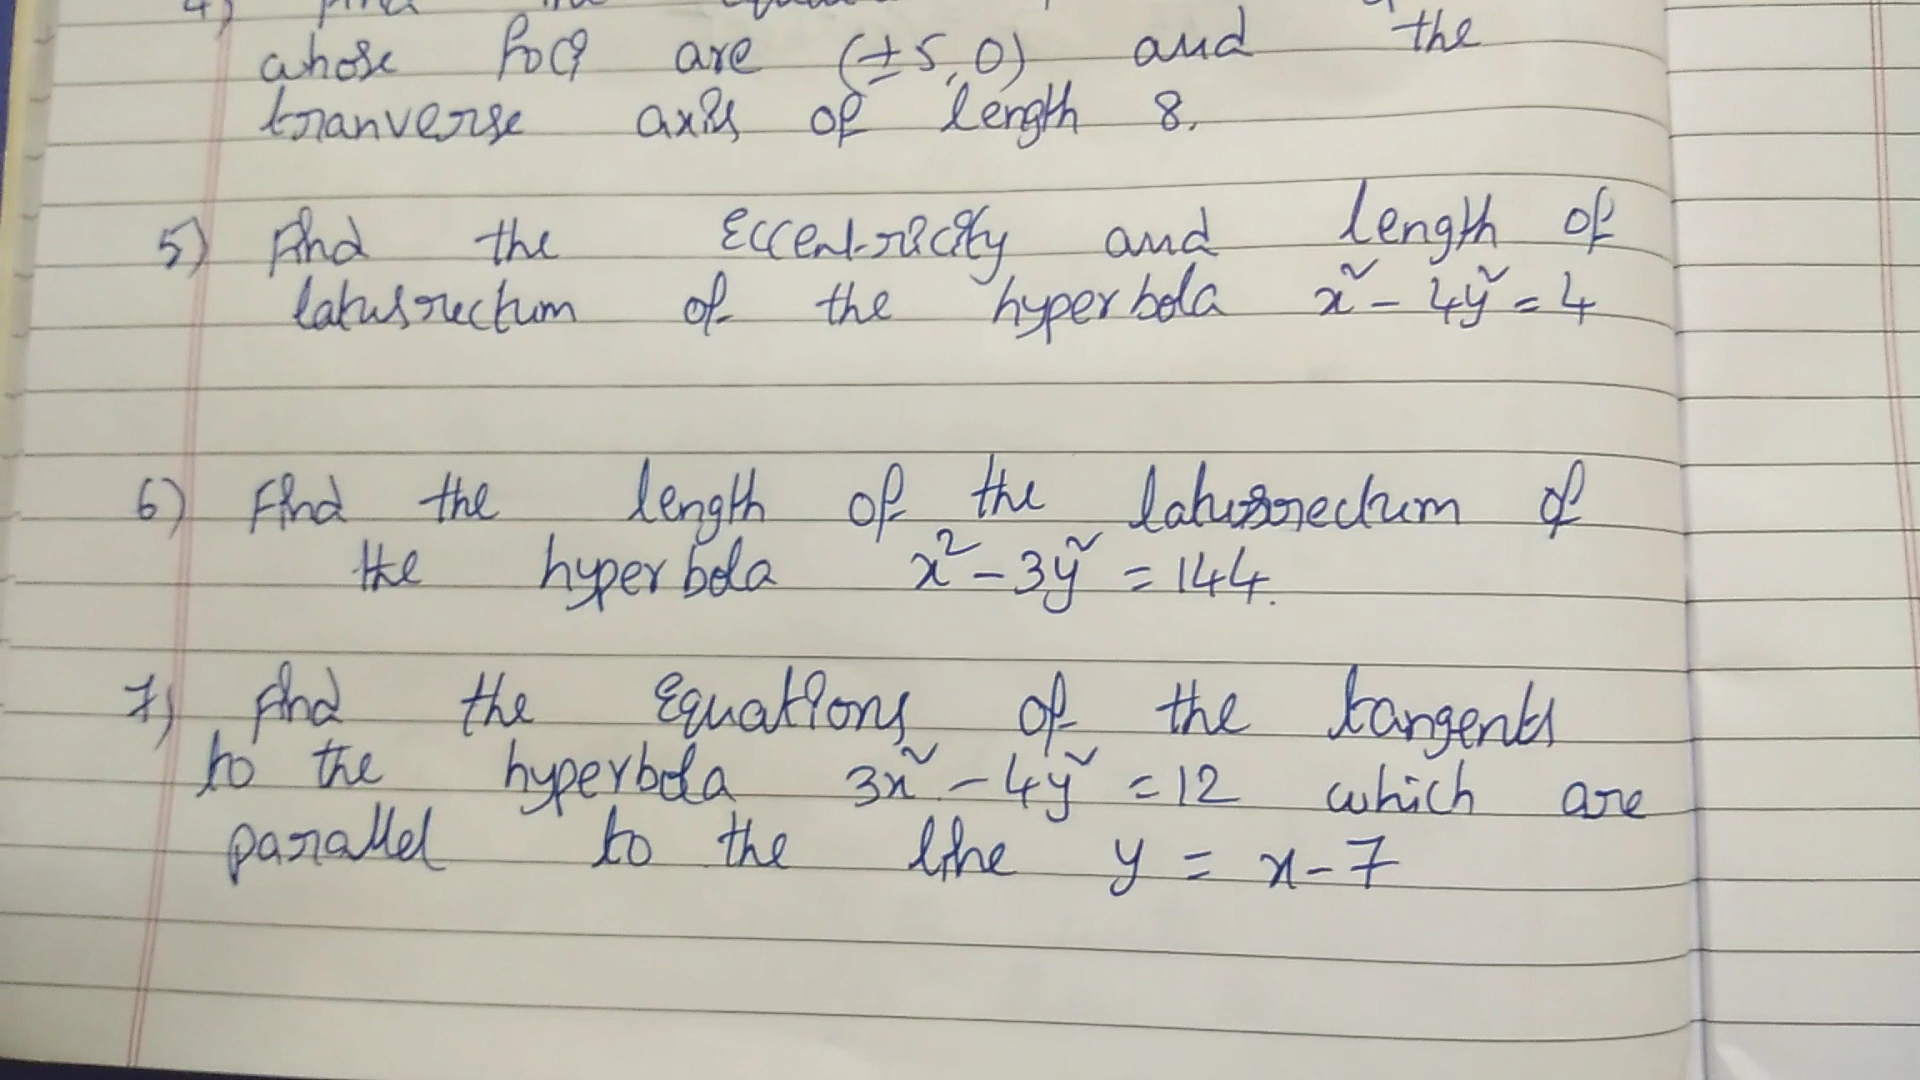 4) Find the
whose foci are (±5,0) and the
tranverse axis of length 8.
5) Find the Eccentricity and length of
latusrectum of the hyperbola x² - 4y² = 4
6) Find the length of the latusrectum of
the hyperbola x² - 3y² = 144.
7) Find the Equations of the tangents
to the hyperbola 3x² - 4y² = 12 which are
parallel to the line y = x - 7